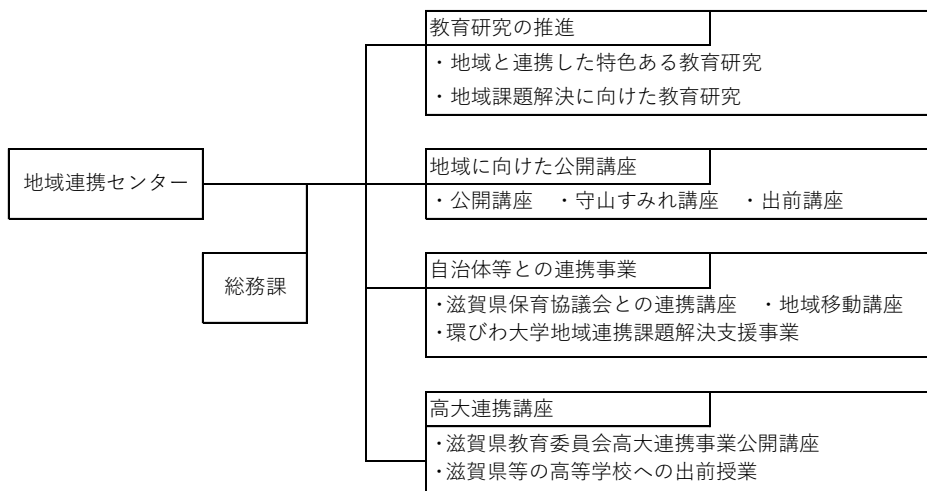 教育研究の推進
・地域と連携した特色ある教育研究
・地域課題解決に向けた教育研究
地域連携センター
地域に向けた公開講座
・公開講座　・守山すみれ講座　・出前講座
総務課
自治体等との連携事業
・滋賀県保育協議会との連携講座　・地域移動講座
・環びわ大学地域連携課題解決支援事業
高大連携講座
・滋賀県教育委員会高大連携事業公開講座
・滋賀県等の高等学校への出前授業